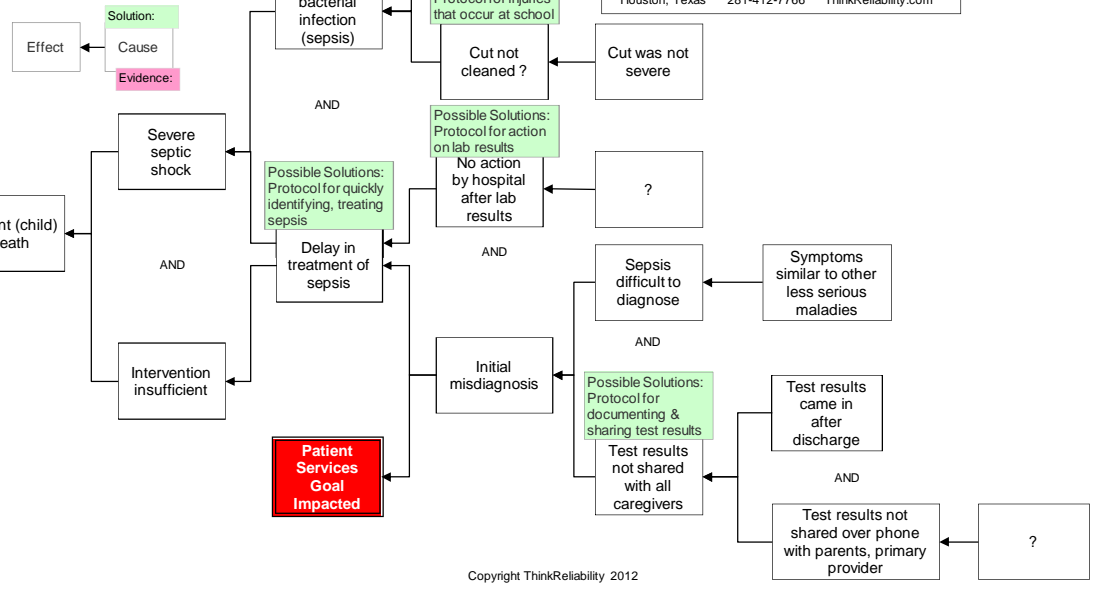 Houston, Texas 281-412-7766 ThinkReliability.com
Protocol for injuries
that occur at school
bacterial
infection
(sepsis)
Solution:
Effect
Cause
Evidence:
Cut not
cleaned ?
Cut was not
severe
AND
Possible Solutions:
Protocol for action
on lab results
No action
by hospital
after lab
results
?
Severe
septic
shock
Possible Solutions:
Protocol for quickly
identifying, treating
sepsis
Delay in
treatment of
sepsis
nt (child)
eath
AND
AND
Sepsis
difficult to
diagnose
Symptoms
similar to other
less serious
maladies
AND
Intervention
insufficient
Initial
misdiagnosis
Possible Solutions:
Protocol for
documenting &
sharing test results
Test results
not shared
with all
caregivers
Test results
came in
after
discharge
AND
Patient
Services
Goal
Impacted
Test results not
shared over phone
with parents, primary
provider
?
Copyright ThinkReliability 2012